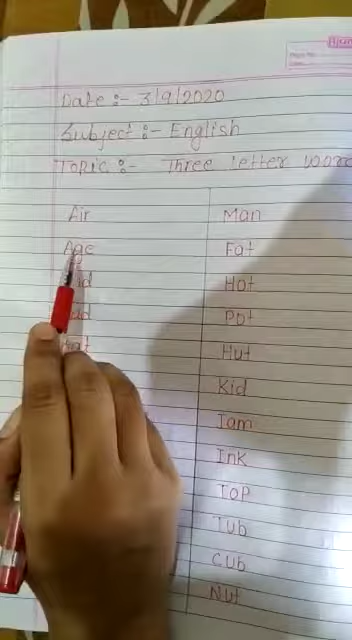 Date :- 3/9/2020
Subject :- English
Topic :- Three letter
Air Man
Age Fat
Hot
Pot
Hut
Kid
Jam
Ink
Top
Tub
Cub
Nut